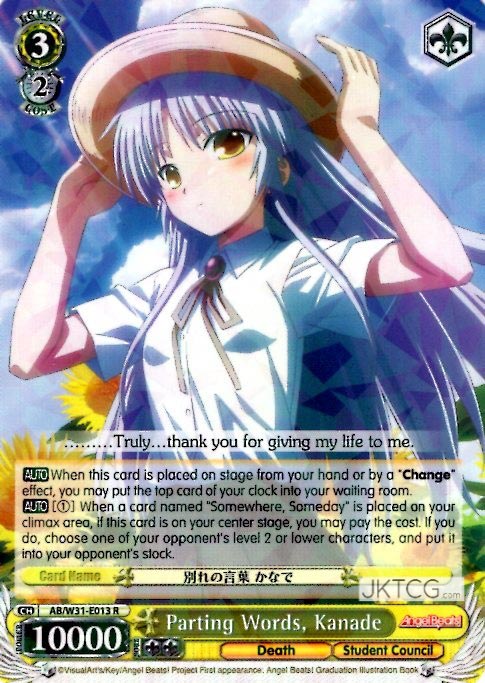 LEVEL
3
2
COST
………Truly…thank you for giving my life to me.
AUTO When this card is placed on stage from your hand or by a "Change"
effect, you may put the top card of your clock into your waiting room.
AUTO [①] When a card named "Somewhere, Someday" is placed on your
climax area, if this card is on your center stage, you may pay the cost. If you
do, choose one of your opponent's level 2 or lower characters, and put it
into your opponent's stock.
Card Name 別れの言葉 かなで
JKTCG.com
CH AB/W31-E013 R
POWER 10000 SOUL Parting Words, Kanade Angel Beats!
Death Student Council
©VisualArt's/Key/Angel Beats! Project First appearance: Angel Beats! Graduation Illustration Book